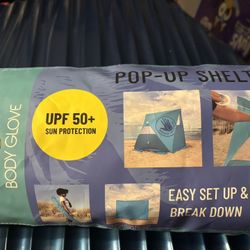 BODY GLOVE
POP-UP SHELT
UPF 50+
SUN PROTECTION
EASY SET UP &
BREAK DOWN